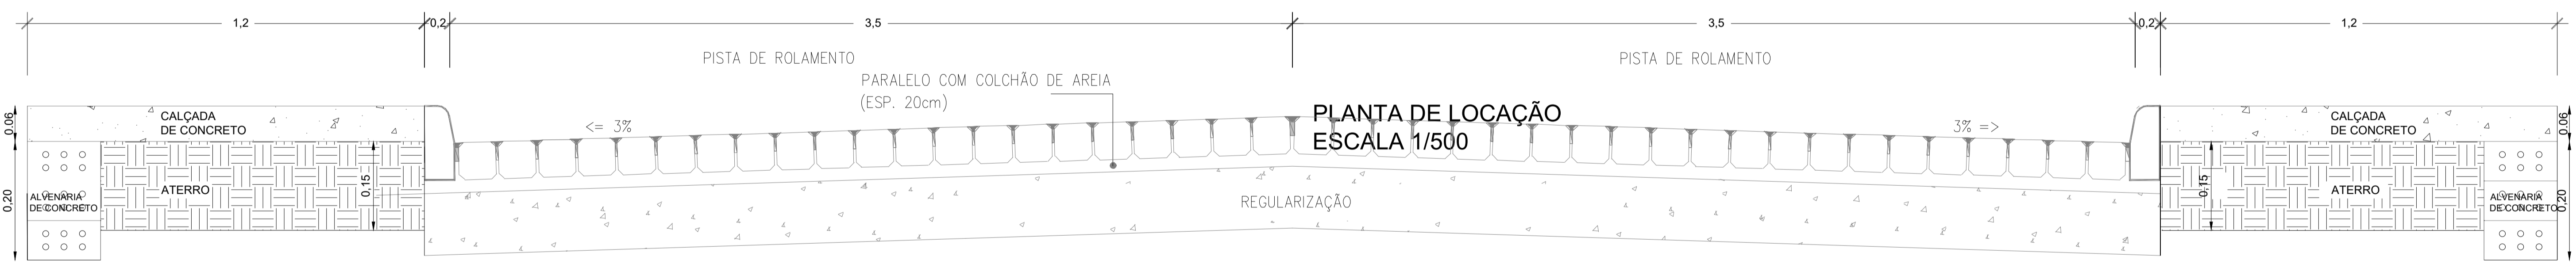 1,2
0,2
3,5
3,5
0,2
1,2
PISTA DE ROLAMENTO
PISTA DE ROLAMENTO
PARALELO COM COLCHÃO DE AREIA
(ESP. 20cm)
0.06
CALÇADA
DE CONCRETO
<= 3%
PLANTA DE LOCAÇÃO
ESCALA 1/500
3% =>
CALÇADA
DE CONCRETO
0.06
0,20
ALVENARIA
DE CONCRETO
ATERRO
0,15
REGULARIZAÇÃO
0,15
ATERRO
ALVENARIA
DE CONCRETO
0,20